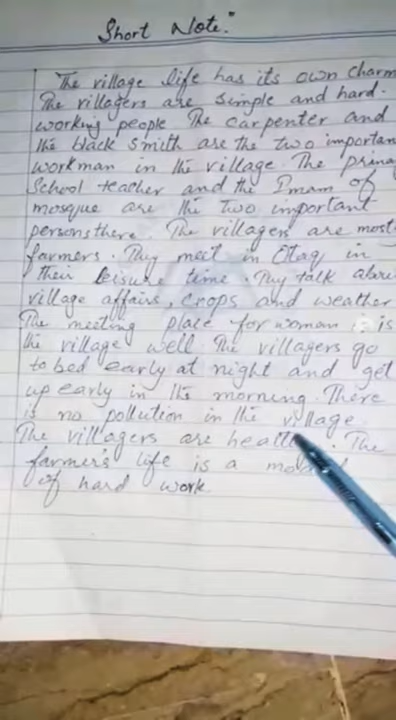 Short Note."
The village life has its own charm
The villagers are simple and hard-
working people The carpenter and
the black smith are the two importan
workman in the village. The prima
School teacher and the Imam of
mosque are the two important
persons there. The villagers are most
farmers. They meet in Otaq in
their leisure time. They talk abou
village affairs, crops and weather
The meeting place for woman is
the village well. The villagers go
to bed early at night and get
up early in the morning. There
is no pollution in the village.
The villagers are health . The
farmer's life is a
of hard work.